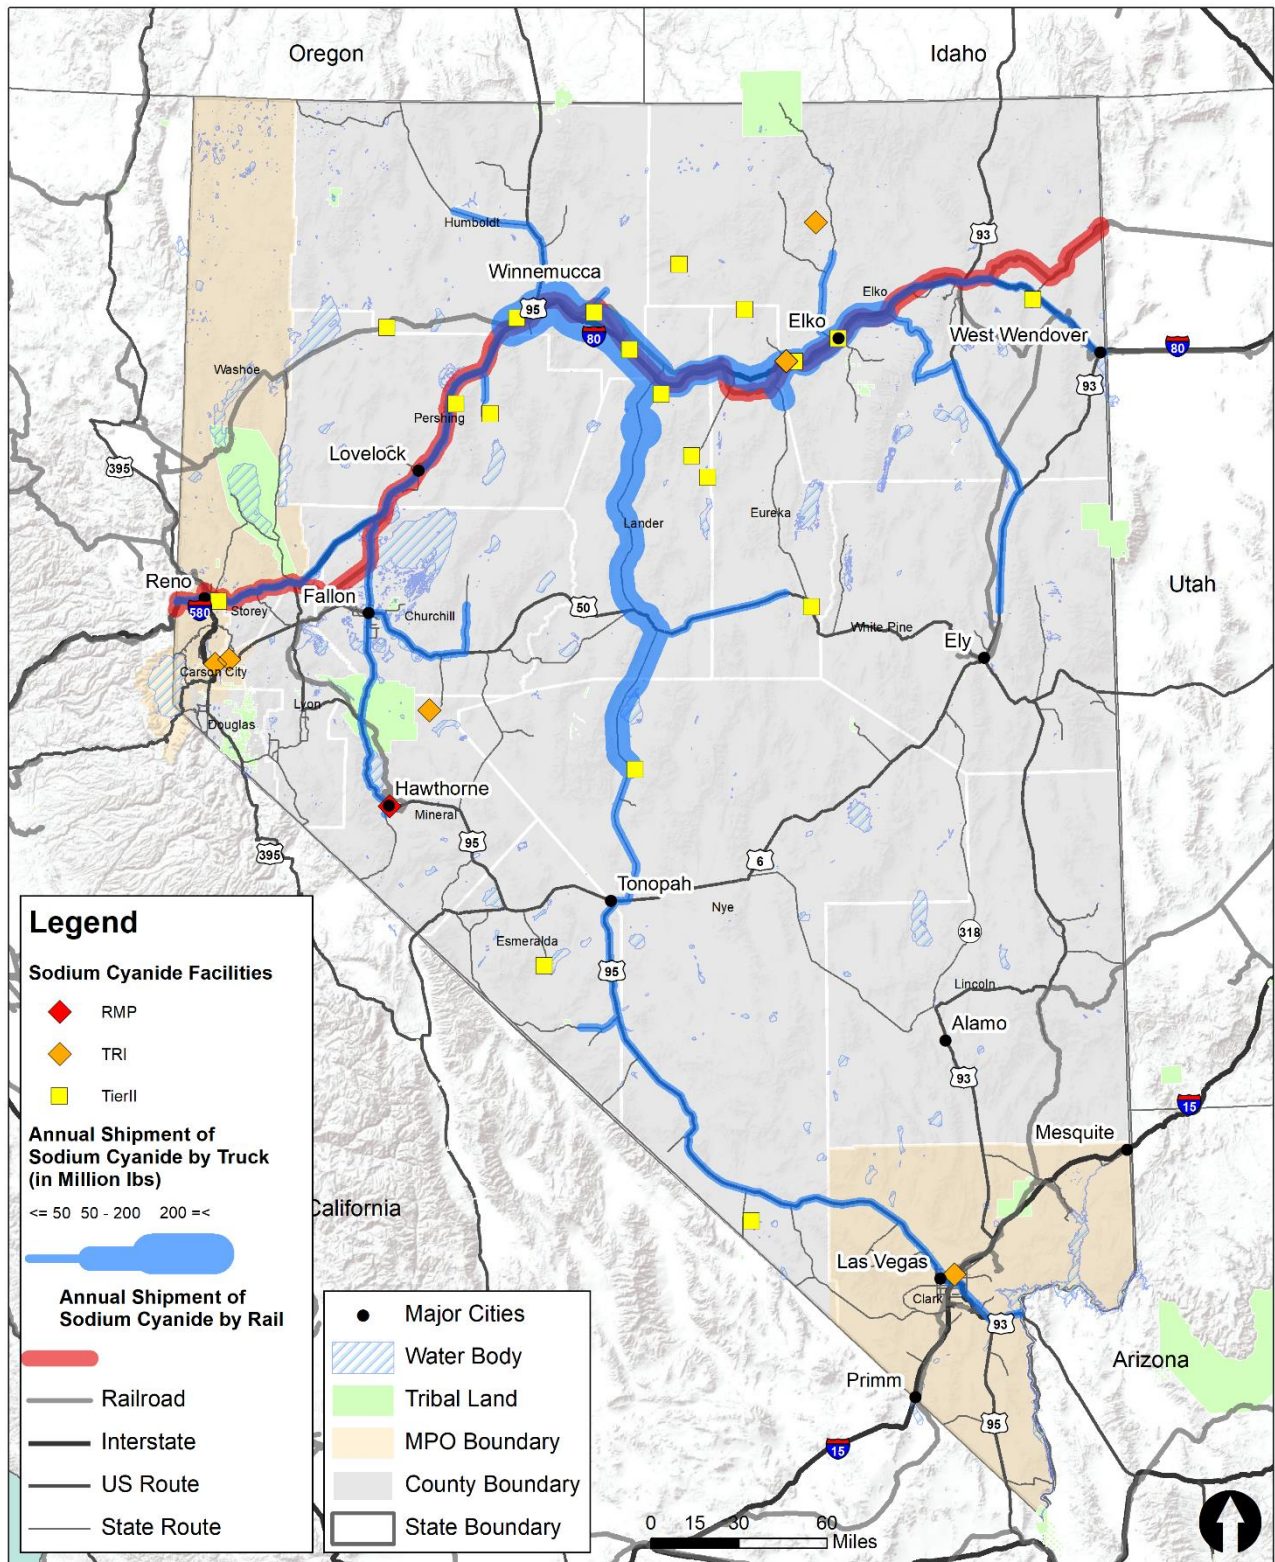 Oregon
Idaho
93
Humboldt
Winnemucca
95
80
Elko
Elko
West Wendover
80
93
Washoe
Pershing
Lovelock
395
Lander
Eureka
Utah
Reno
580
Storey
Fallon
Churchill
50
White Pine
Ely
Carson City
Lyon
Douglas
Hawthorne
Mineral
95
395
6
Tonopah
Nye
Esmeralda
95
318
Lincoln
Alamo
93
15
Mesquite
California
Las Vegas
Clark
93
Arizona
Primm
95
15
Legend
Sodium Cyanide Facilities
RMP
TRI
TierII
Annual Shipment of
Sodium Cyanide by Truck
(in Million lbs)
<= 50 50 - 200 200 =<
Annual Shipment of
Sodium Cyanide by Rail
Railroad
Interstate
US Route
State Route
Major Cities
Water Body
Tribal Land
MPO Boundary
County Boundary
State Boundary
0 15 30 60
Miles